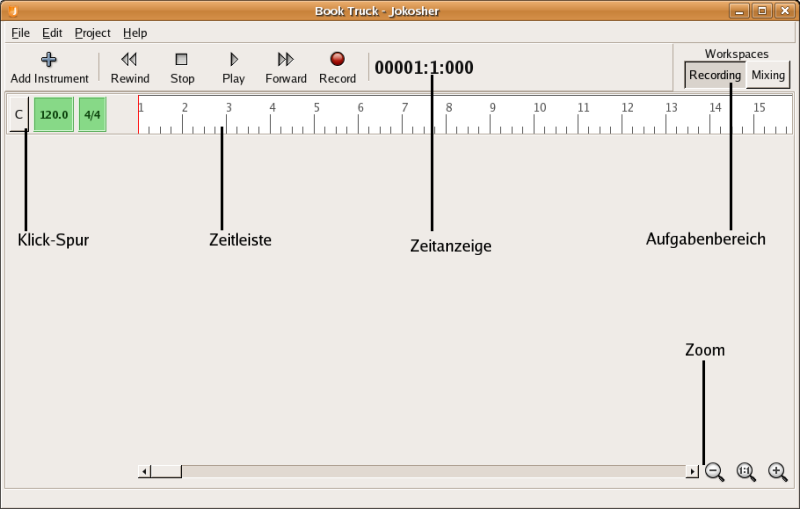 Book Truck - Jokosher
File Edit Project Help
Add Instrument Rewind Stop Play Forward Record 00001:1:000 Workspaces
Recording Mixing
C 120.0 4/4 1 2 3 4 5 6 7 8 9 10 11 12 13 14 15
Klick-Spur Zeitleiste Zeitanzeige Aufgabenbereich
Zoom
1:1